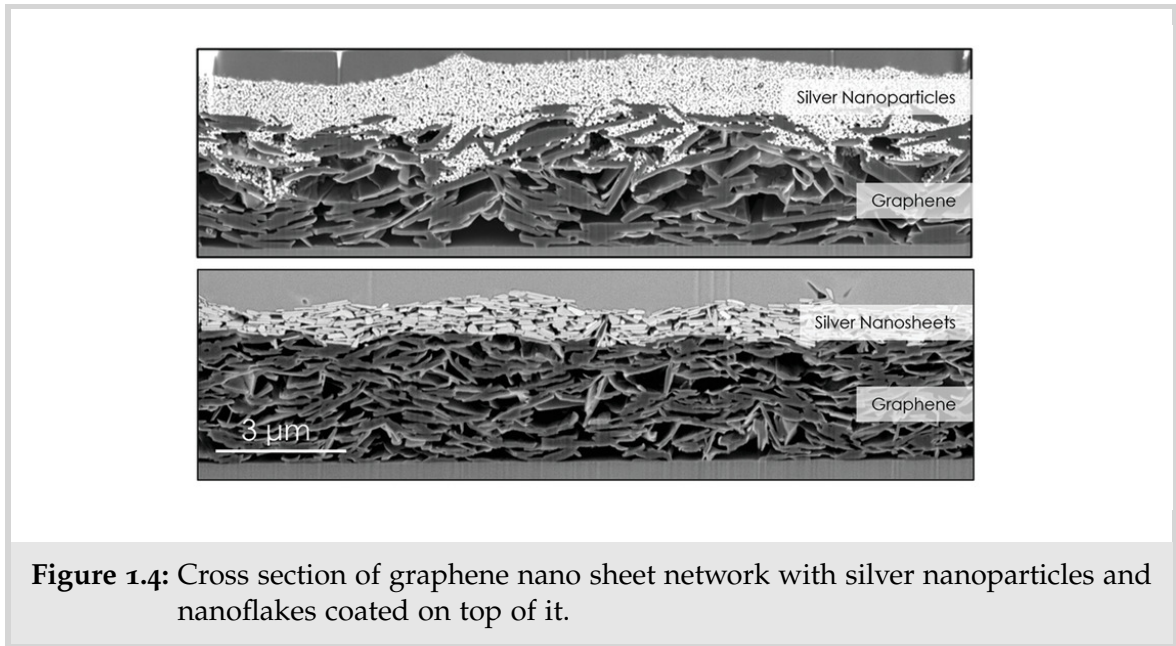 Silver Nanoparticles
Graphene
Silver Nanosheets
Graphene
3 µm
Figure 1.4: Cross section of graphene nano sheet network with silver nanoparticles and
nanoflakes coated on top of it.